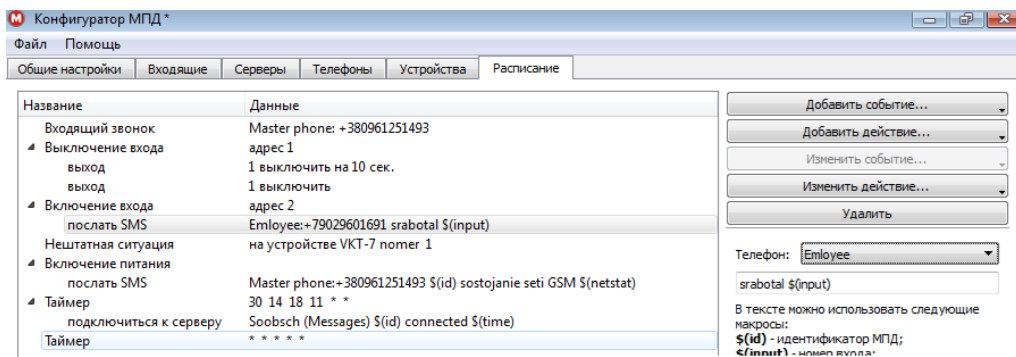 Конфигуратор МПД *
Файл Помощь
Общие настройки Входящие Серверы Телефоны Устройства Расписание
Название Данные
Входящий звонок Master phone: +380961251493
Выключение входа адрес 1
выход 1 выключить на 10 сек.
выход 1 выключить
Включение входа адрес 2
послать SMS Emloyee:+79029601691 srabotal $(input)
Нештатная ситуация на устройстве VKT-7 nomer 1
Включение питания
послать SMS Master phone:+380961251493 $(id) sostojanie seti GSM $(netstat)
Таймер 30 14 18 11 * *
подключиться к серверу Soobsch (Messages) $(id) connected $(time)
Таймер * * * * *
Добавить событие...
Добавить действие...
Изменить событие...
Изменить действие...
Удалить
Телефон: Emloyee
srabotal $(input)
В тексте можно использовать следующие
макросы:
$(id) - идентификатор МПД;
$(input) - номер входа;